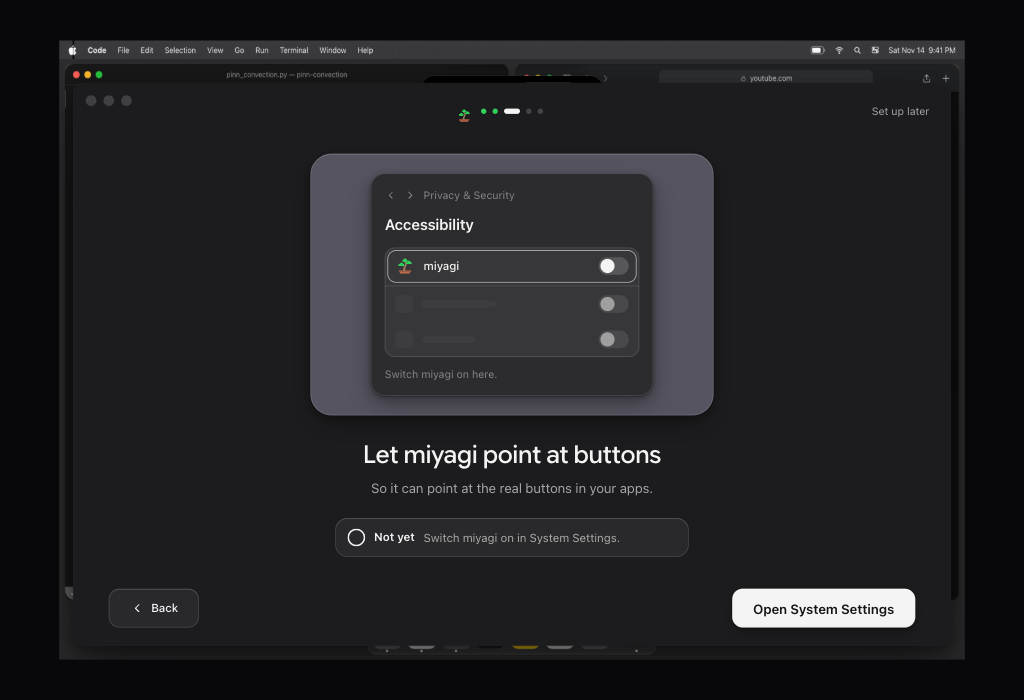 Code File Edit Selection View Go Run Terminal Window Help Sat Nov 14 9:41 PM
pinn_convection.py — pinn-convection youtube.com
Set up later
Privacy & Security
Accessibility
miyagi
Switch miyagi on here.
Let miyagi point at buttons
So it can point at the real buttons in your apps.
Not yet Switch miyagi on in System Settings.
Back Open System Settings